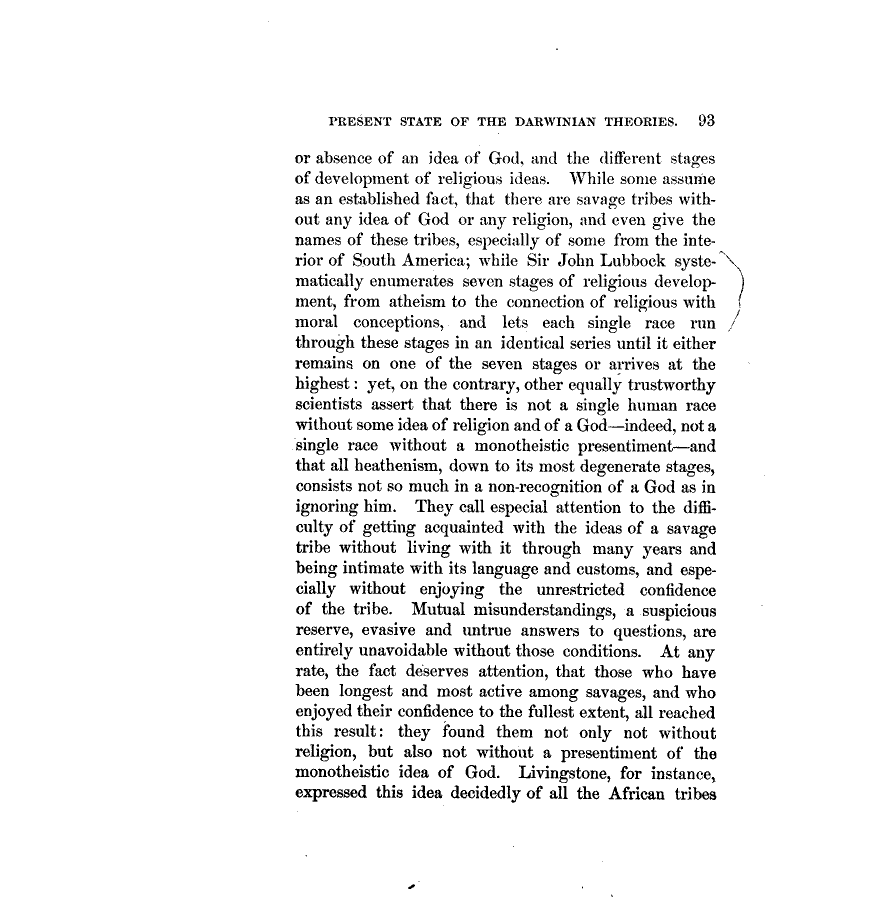 PRESENT STATE OF THE DARWINIAN THEORIES. 93
or absence of an idea of God, and the different stages
of development of religious ideas. While some assume
as an established fact, that there are savage tribes with-
out any idea of God or any religion, and even give the
names of these tribes, especially of some from the inte-
rior of South America; while Sir John Lubbock syste-
matically enumerates seven stages of religious develop-
ment, from atheism to the connection of religious with
moral conceptions, and lets each single race run
through these stages in an identical series until it either
remains on one of the seven stages or arrives at the
highest: yet, on the contrary, other equally trustworthy
scientists assert that there is not a single human race
without some idea of religion and of a God—indeed, not a
single race without a monotheistic presentiment—and
that all heathenism, down to its most degenerate stages,
consists not so much in a non-recognition of a God as in
ignoring him. They call especial attention to the diffi-
culty of getting acquainted with the ideas of a savage
tribe without living with it through many years and
being intimate with its language and customs, and espe-
cially without enjoying the unrestricted confidence
of the tribe. Mutual misunderstandings, a suspicious
reserve, evasive and untrue answers to questions, are
entirely unavoidable without those conditions. At any
rate, the fact deserves attention, that those who have
been longest and most active among savages, and who
enjoyed their confidence to the fullest extent, all reached
this result: they found them not only not without
religion, but also not without a presentiment of the
monotheistic idea of God. Livingstone, for instance,
expressed this idea decidedly of all the African tribes